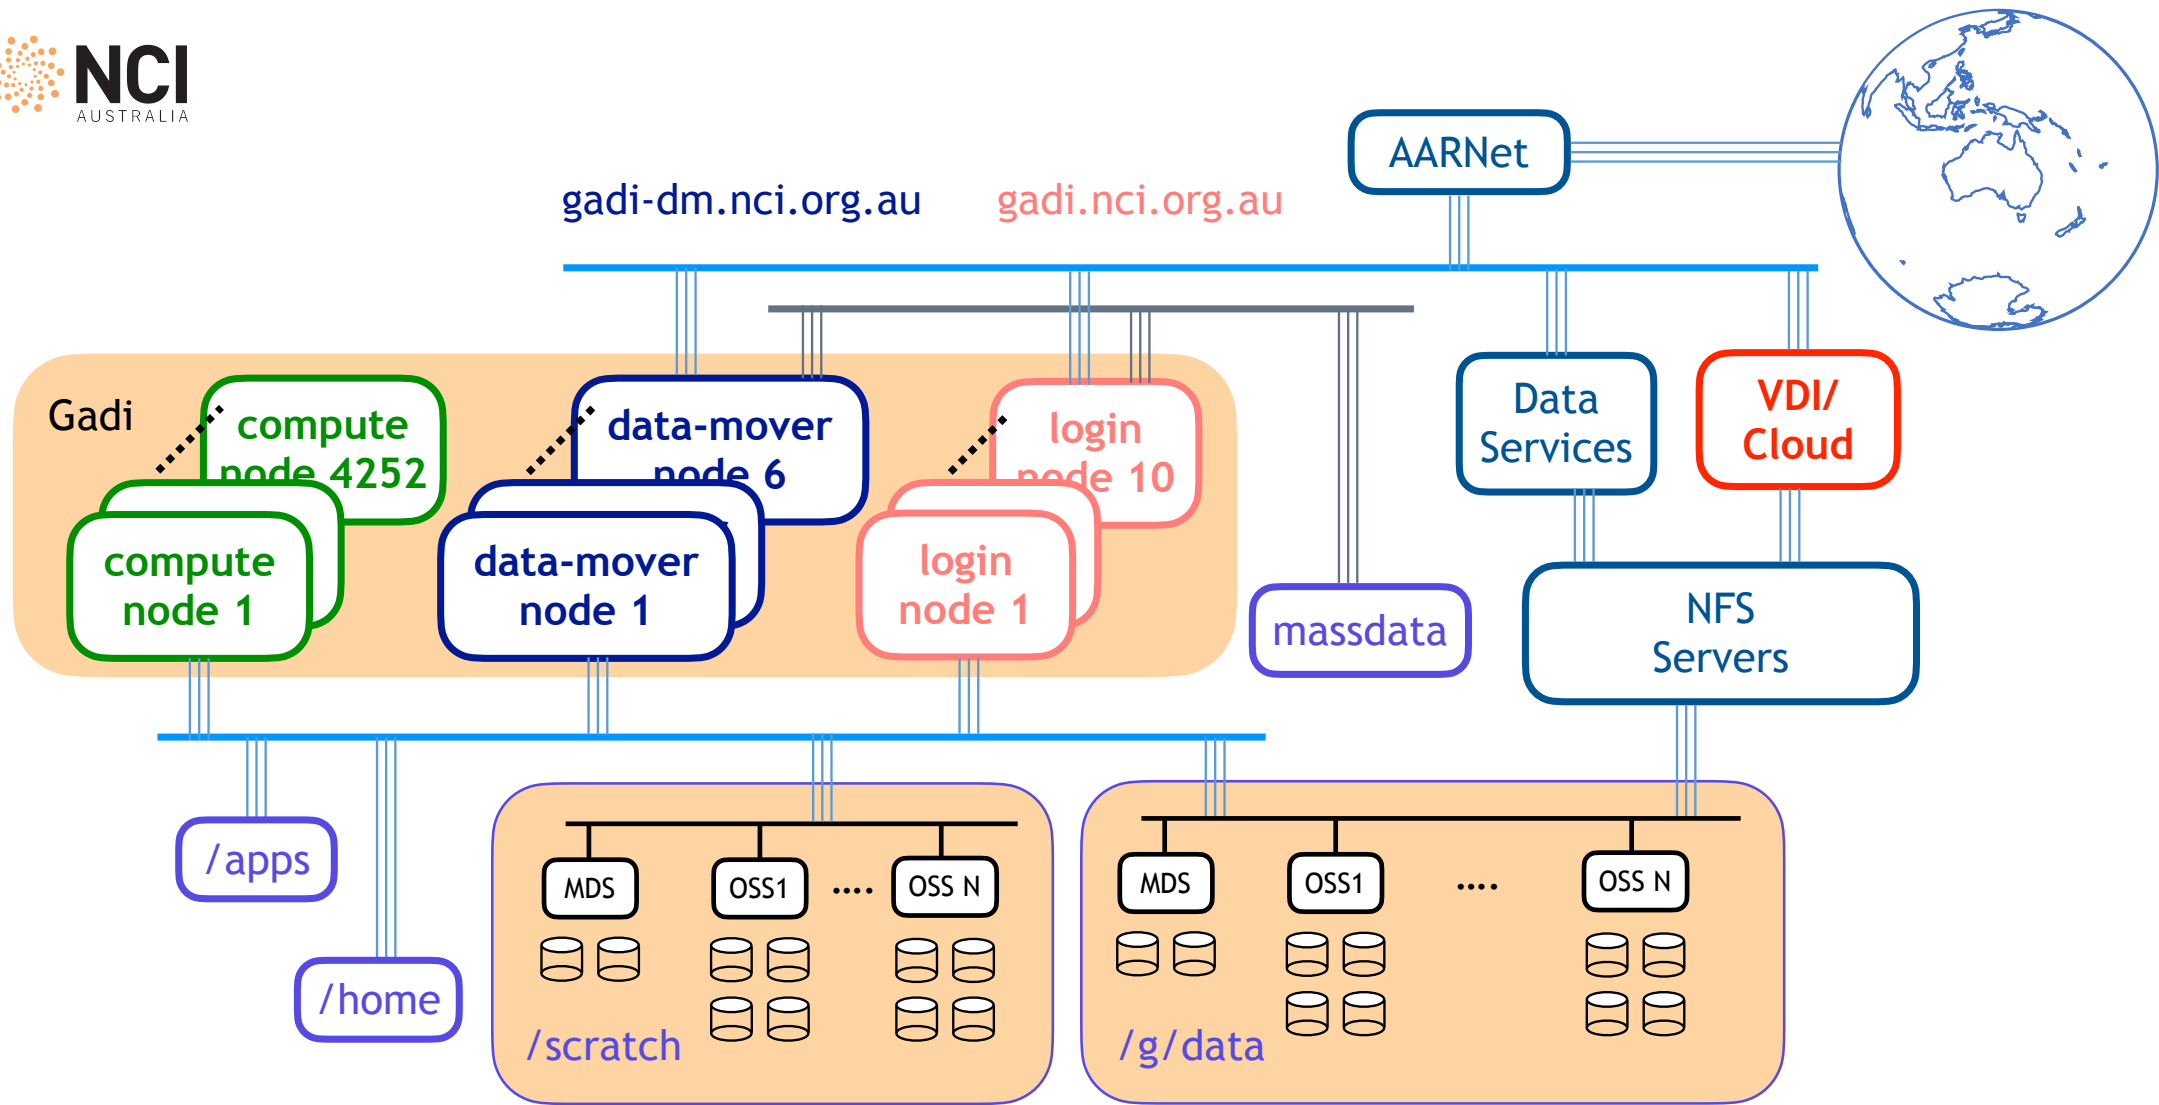 NCI
AUSTRALIA
AARNet
gadi-dm.nci.org.au
gadi.nci.org.au
Gadi
compute
node 4252
data-mover
node 6
login
node 10
Data
Services
VDI/
Cloud
compute
node 1
data-mover
node 1
login
node 1
massdata
NFS
Servers
/apps
/home
MDS
OSS1
....
OSS N
/scratch
MDS
OSS1
....
OSS N
/g/data